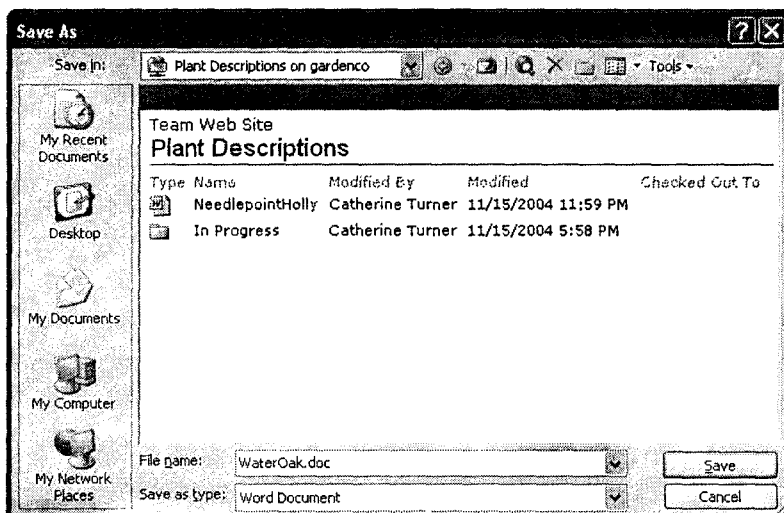 Save As
Save in:
Plant Descriptions on gardenco
Tools
My Recent
Documents
Desktop
My Documents
My Computer
My Network
Places
Team Web Site
Plant Descriptions
Type Name Modified By Modified Checked Out To
NeedlepointHolly Catherine Turner 11/15/2004 11:59 PM
In Progress Catherine Turner 11/15/2004 5:58 PM
File name: WaterOak.doc Save
Save as type: Word Document Cancel